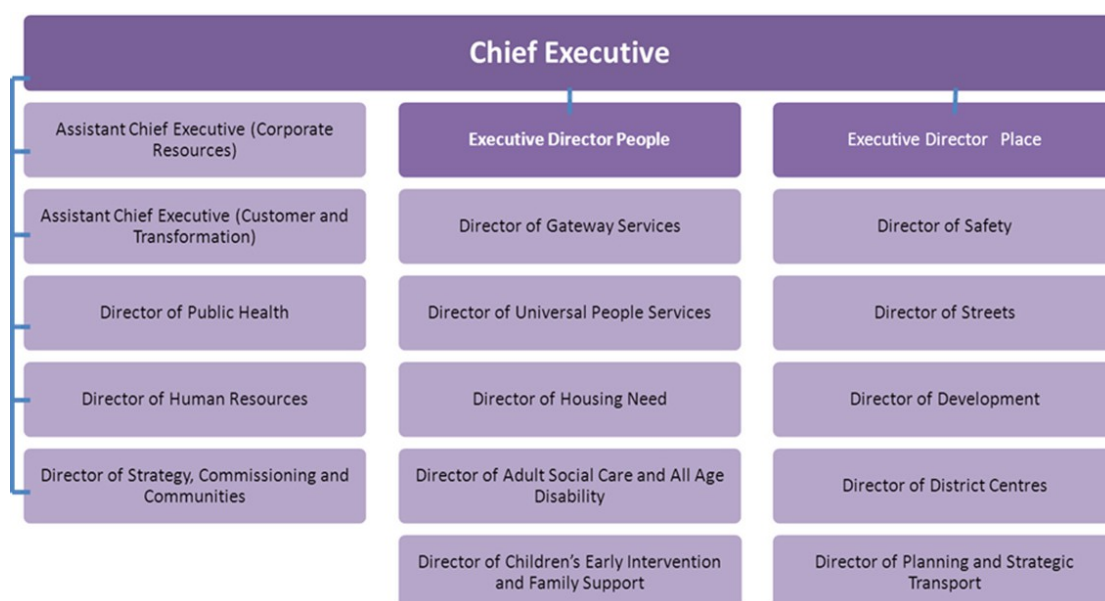 Chief Executive
Assistant Chief Executive (Corporate
Resources)
Assistant Chief Executive (Customer and
Transformation)
Director of Public Health
Director of Human Resources
Director of Strategy, Commissioning and
Communities
Executive Director People
Director of Gateway Services
Director of Universal People Services
Director of Housing Need
Director of Adult Social Care and All Age
Disability
Director of Children’s Early Intervention
and Family Support
Executive Director Place
Director of Safety
Director of Streets
Director of Development
Director of District Centres
Director of Planning and Strategic
Transport